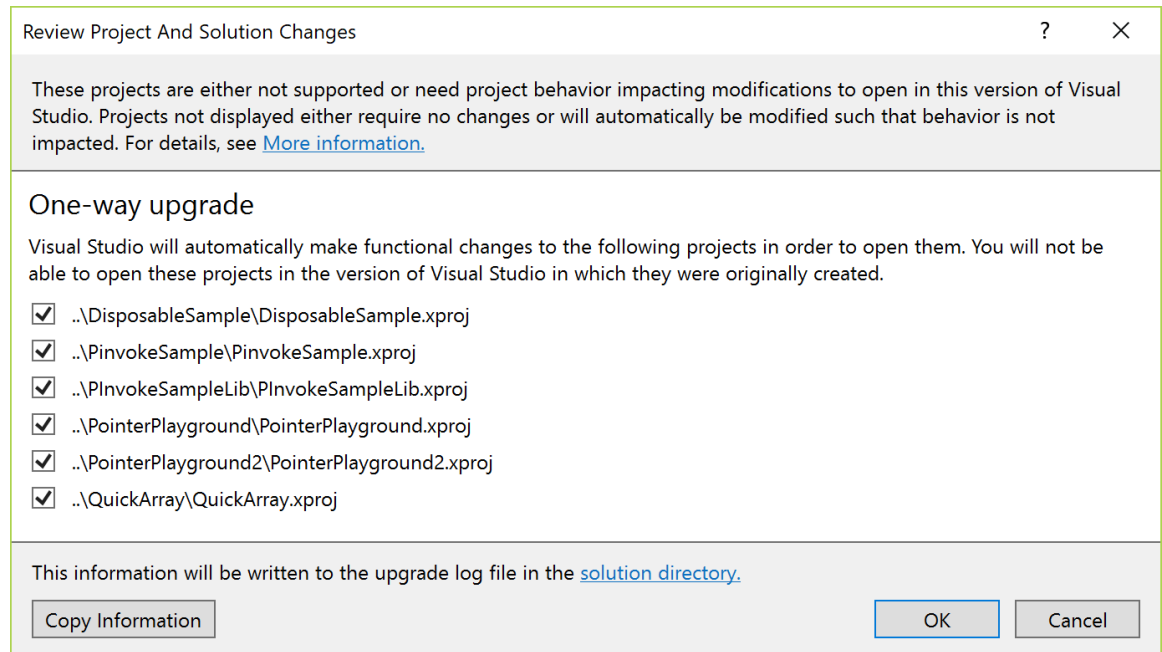 Review Project And Solution Changes
?
These projects are either not supported or need project behavior impacting modifications to open in this version of Visual
Studio. Projects not displayed either require no changes or will automatically be modified such that behavior is not
impacted. For details, see More information.
One-way upgrade
Visual Studio will automatically make functional changes to the following projects in order to open them. You will not be
able to open these projects in the version of Visual Studio in which they were originally created.
..\DisposableSample\DisposableSample.xproj
..\PinvokeSample\PinvokeSample.xproj
..\PInvokeSampleLib\PInvokeSampleLib.xproj
..\PointerPlayground\PointerPlayground.xproj
..\PointerPlayground2\PointerPlayground2.xproj
..\QuickArray\QuickArray.xproj
This information will be written to the upgrade log file in the solution directory.
Copy Information
OK
Cancel